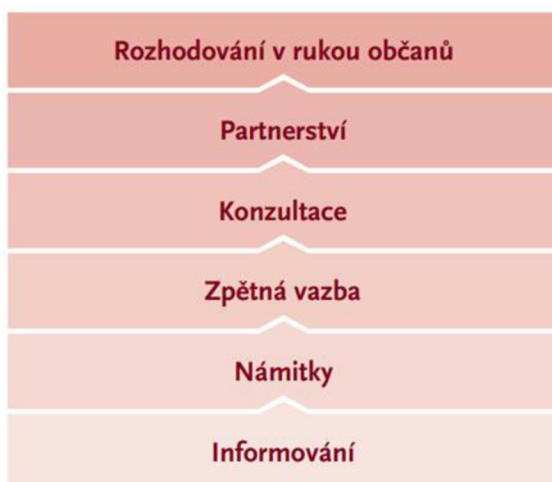 Rozhodování v rukou občanů
Partnerství
Konzultace
Zpětná vazba
Námitky
Informování